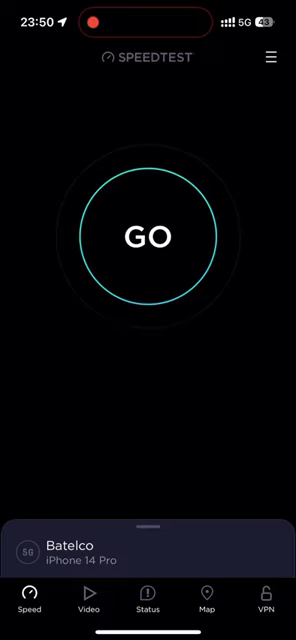 23:50 5G 43
SPEEDTEST
GO
5G
Batelco
iPhone 14 Pro
Speed Video Status Map VPN